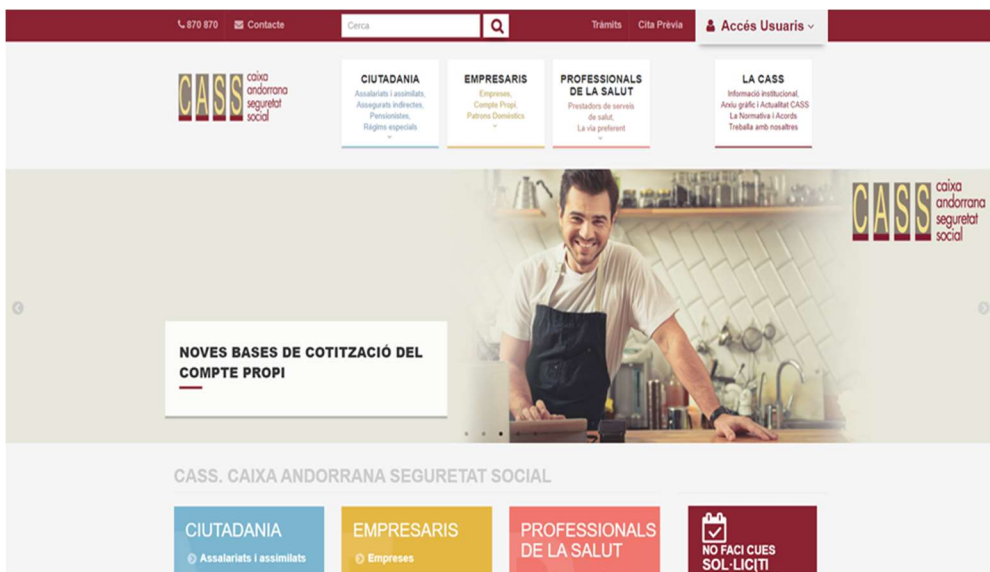 870 870
Contacte
Cerca
Tràmits
Cita Prèvia
Accés Usuaris
CASS
caixa
andorrana
seguretat
social
CIUTADANIA
Assalariats i assimilats,
Assegurats indirectes,
Pensionistes,
Règims especials
EMPRESARIS
Empreses,
Compte Propi,
Patrons Domèstics
PROFESSIONALS
DE LA SALUT
Prestadors de serveis
de salut,
La via preferent
LA CASS
Informació institucional,
Arxiu gràfic i Actualitat CASS
La Normativa i Acords
Treballa amb nosaltres
CASS
caixa
andorrana
seguretat
social
NOVES BASES DE COTITZACIÓ DEL
COMPTE PROPI
CASS. CAIXA ANDORRANA SEGURETAT SOCIAL
CIUTADANIA
Assalariats i assimilats
EMPRESARIS
Empreses
PROFESSIONALS
DE LA SALUT
NO FACI CUES
SOL·LICITI